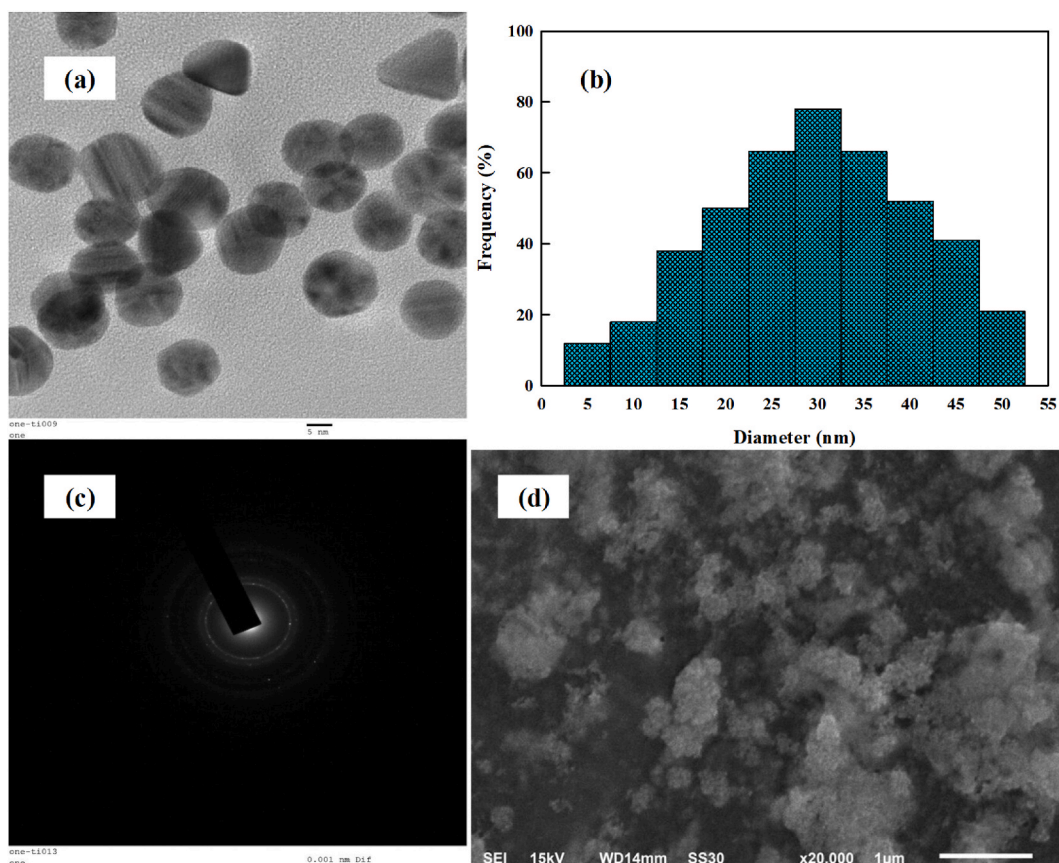 (a)
one-ti009
one
5 nm
(b)
100
80
60
40
20
0
Frequency (%)
0 5 10 15 20 25 30 35 40 45 50 55
Diameter (nm)
(c)
one-ti013
one
0.001 nm Dif
(d)
SEI 15kV WD14mm SS30 x20,000 1μm